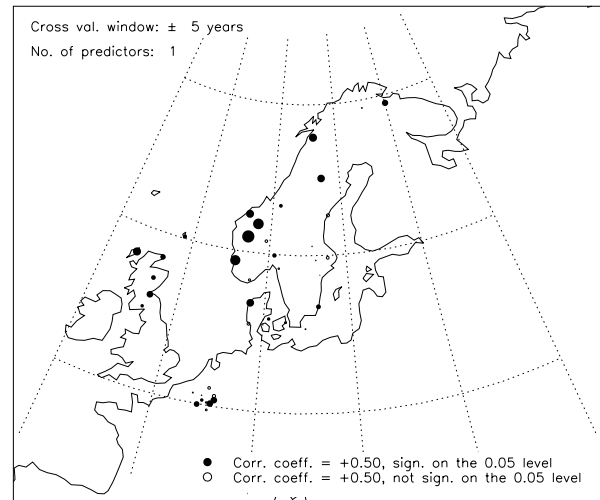 Cross val. window: ± 5 years
No. of predictors: 1
Corr. coeff. = +0.50, sign. on the 0.05 level
Corr. coeff. = +0.50, not sign. on the 0.05 level